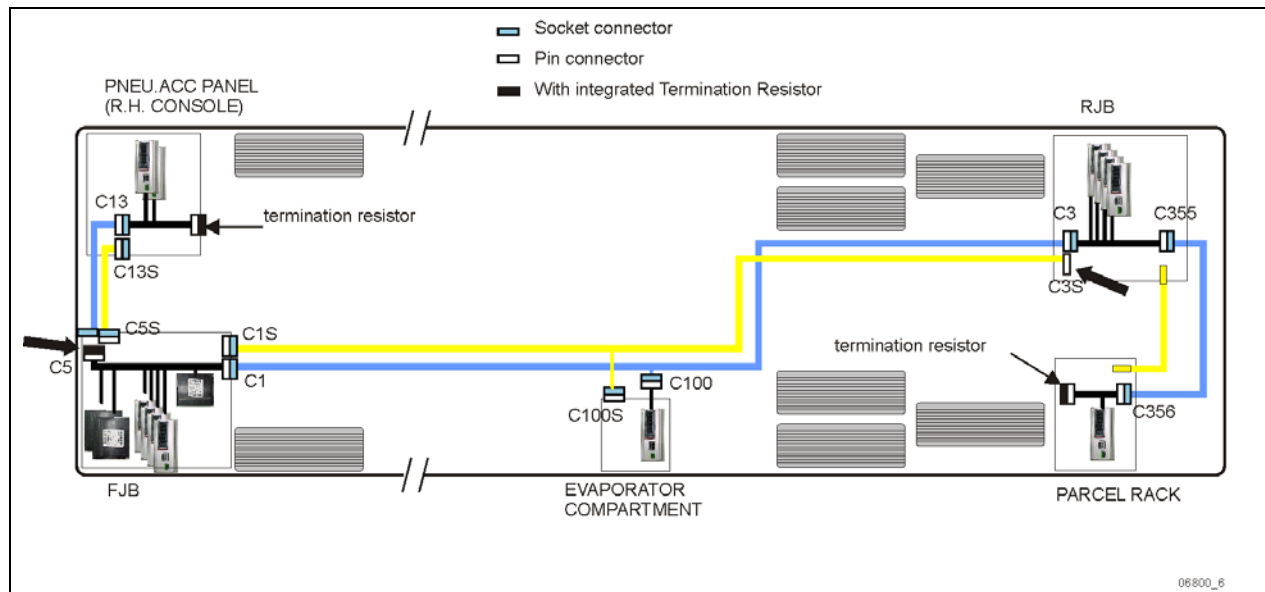 Socket connector
Pin connector
With integrated Termination Resistor
PNEU.ACC PANEL
(R.H. CONSOLE)
RJB
C13
termination resistor
C3
C355
C13S
C3S
C5S
C1S
C5
C1
termination resistor
C100
C100S
C356
FJB
EVAPORATOR
COMPARTMENT
PARCEL RACK
06800_6